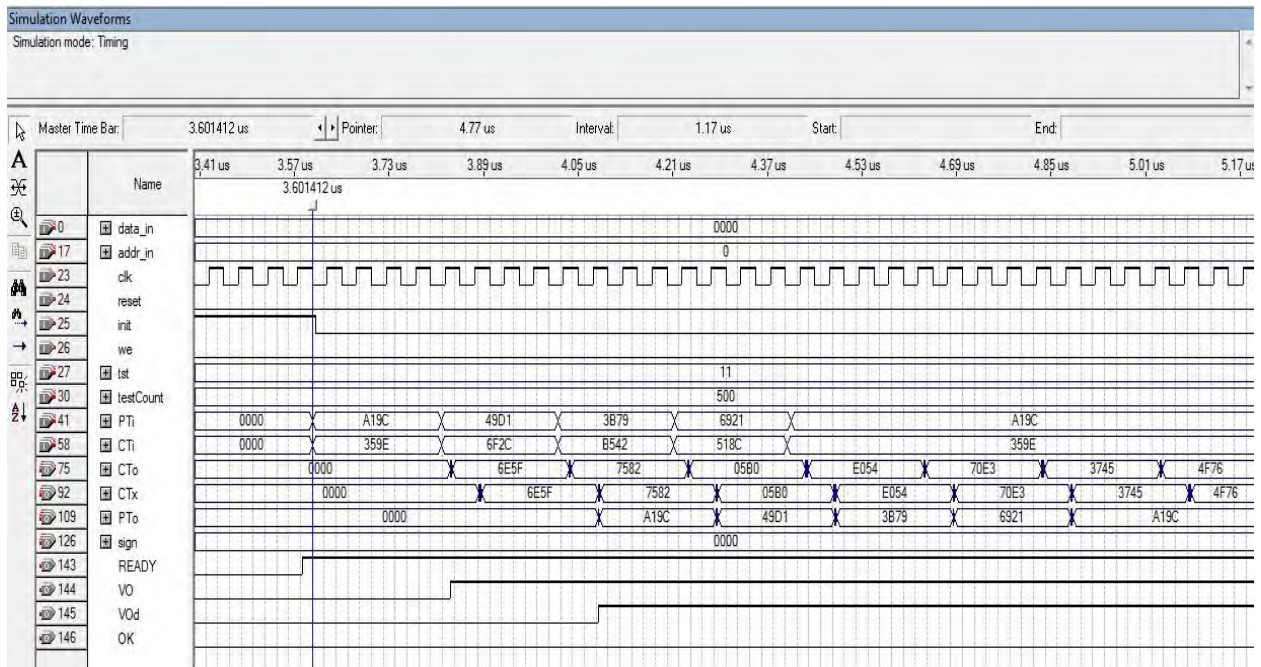 Simulation Waveforms
Simulation mode: Timing
Master Time Bar: 3.601412 us Pointer: 4.77 us Interval: 1.17 us Start: End:
A
Name
3.41 us 3.57 us 3.73 us 3.89 us 4.05 us 4.21 us 4.37 us 4.53 us 4.69 us 4.85 us 5.01 us 5.17 us
3.601412 us
0 data_in 0000
17 addr_in 0
23 clk
24 reset
25 init
26 we
27 tst 11
30 testCount 500
41 PTi 0000 A19C 49D1 3B79 6921 A19C
58 CTi 0000 359E 6F2C B542 518C 359E
75 CTo 0000 6E5F 7582 05B0 E054 70E3 3745 4F76
92 CTx 0000 6E5F 7582 05B0 E054 70E3 3745 4F76
109 PTo 0000 A19C 49D1 3B79 6921 A19C
126 sign 0000
143 READY
144 VO
145 VOd
146 OK